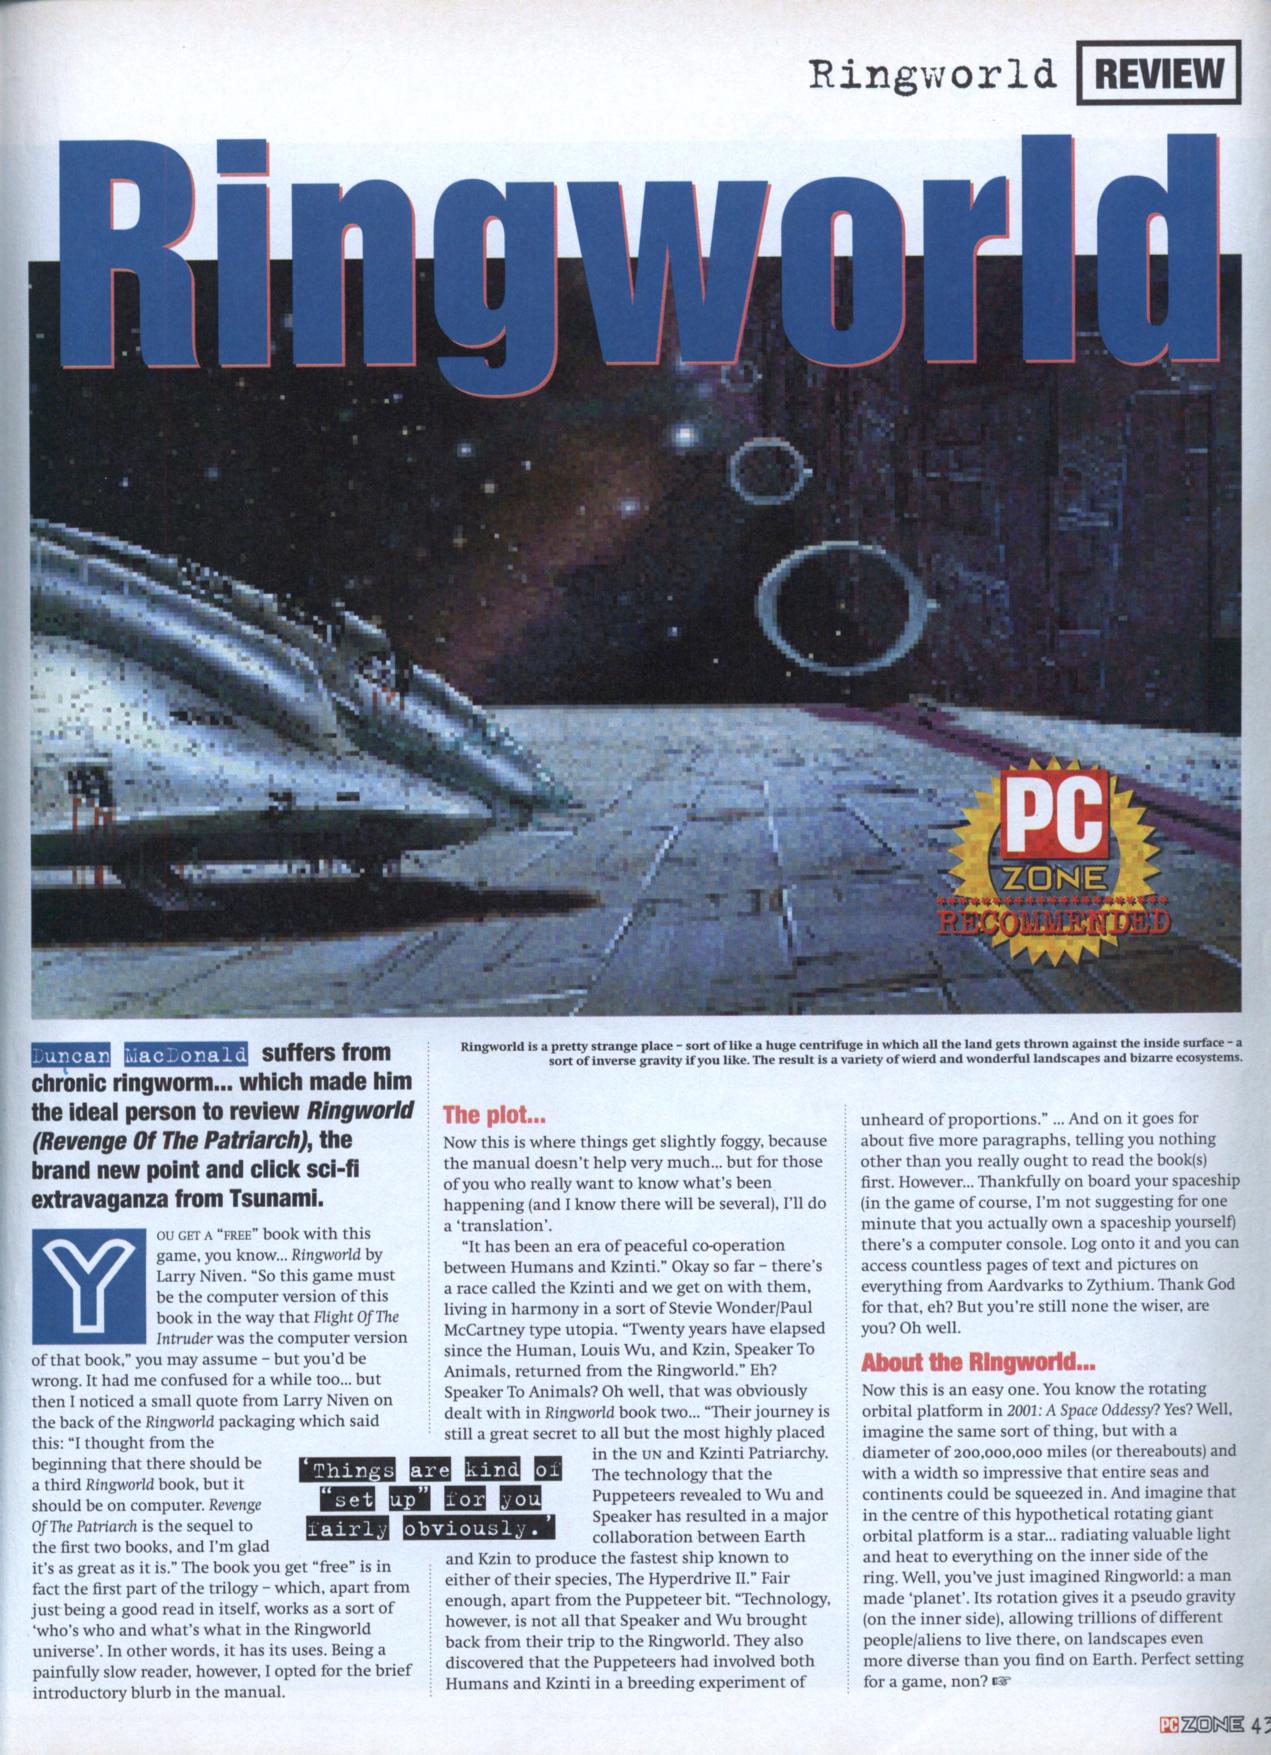 Ringworld REVIEW
Ringworld
PC
ZONE
RECOMMENDED
Duncan MacDonald suffers from
chronic ringworm... which made him
the ideal person to review Ringworld
(Revenge Of The Patriarch), the
brand new point and click sci-fi
extravaganza from Tsunami.
Ringworld is a pretty strange place – sort of like a huge centrifuge in which all the land gets thrown against the inside surface – a
sort of inverse gravity if you like. The result is a variety of wierd and wonderful landscapes and bizarre ecosystems.
YOU GET A "FREE" book with this
game, you know... Ringworld by
Larry Niven. "So this game must
be the computer version of this
book in the way that Flight Of The
Intruder was the computer version
of that book," you may assume – but you'd be
wrong. It had me confused for a while too... but
then I noticed a small quote from Larry Niven on
the back of the Ringworld packaging which said
this: "I thought from the
beginning that there should be
a third Ringworld book, but it
should be on computer. Revenge
Of The Patriarch is the sequel to
the first two books, and I'm glad
it's as great as it is." The book you get "free" is in
fact the first part of the trilogy – which, apart from
just being a good read in itself, works as a sort of
'who's who and what's what in the Ringworld
universe'. In other words, it has its uses. Being a
painfully slow reader, however, I opted for the brief
introductory blurb in the manual.
'Things are kind of
"set up" for you
fairly obviously.'
The plot...
Now this is where things get slightly foggy, because
the manual doesn't help very much... but for those
of you who really want to know what's been
happening (and I know there will be several), I'll do
a 'translation'.
"It has been an era of peaceful co-operation
between Humans and Kzinti." Okay so far – there's
a race called the Kzinti and we get on with them,
living in harmony in a sort of Stevie Wonder/Paul
McCartney type utopia. "Twenty years have elapsed
since the Human, Louis Wu, and Kzin, Speaker To
Animals, returned from the Ringworld." Eh?
Speaker To Animals? Oh well, that was obviously
dealt with in Ringworld book two... "Their journey is
still a great secret to all but the most highly placed
in the UN and Kzinti Patriarchy.
The technology that the
Puppeteers revealed to Wu and
Speaker has resulted in a major
collaboration between Earth
and Kzin to produce the fastest ship known to
either of their species, The Hyperdrive II." Fair
enough, apart from the Puppeteer bit. "Technology,
however, is not all that Speaker and Wu brought
back from their trip to the Ringworld. They also
discovered that the Puppeteers had involved both
Humans and Kzinti in a breeding experiment of
unheard of proportions." ... And on it goes for
about five more paragraphs, telling you nothing
other than you really ought to read the book(s)
first. However... Thankfully on board your spaceship
(in the game of course, I'm not suggesting for one
minute that you actually own a spaceship yourself)
there's a computer console. Log onto it and you can
access countless pages of text and pictures on
everything from Aardvarks to Zythium. Thank God
for that, eh? But you're still none the wiser, are
you? Oh well.
About the RIngworld...
Now this is an easy one. You know the rotating
orbital platform in 2001: A Space Oddessy? Yes? Well,
imagine the same sort of thing, but with a
diameter of 200,000,000 miles (or thereabouts) and
with a width so impressive that entire seas and
continents could be squeezed in. And imagine that
in the centre of this hypothetical rotating giant
orbital platform is a star... radiating valuable light
and heat to everything on the inner side of the
ring. Well, you've just imagined Ringworld: a man
made 'planet'. Its rotation gives it a pseudo gravity
(on the inner side), allowing trillions of different
people/aliens to live there, on landscapes even
more diverse than you find on Earth. Perfect setting
for a game, non? ☞
PC ZONE 43